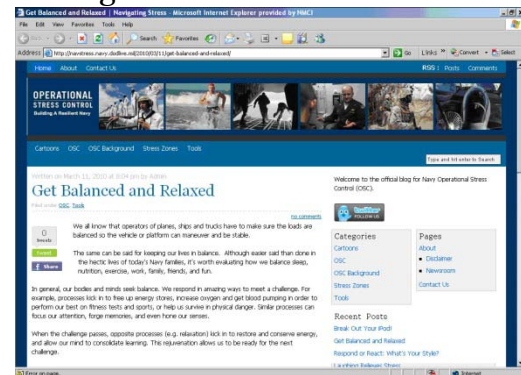 Get Balanced and Relaxed | Navigating Stress - Microsoft Internet Explorer provided by NMCI
File Edit View Favorites Tools Help
Back Search Favorites
Address http://navstress.navy.dodlive.mil/2010/03/11/get-balanced-and-relaxed/ Go Links » Convert Select
Home About Contact Us RSS : Posts Comments
OPERATIONAL
STRESS CONTROL
Building A Resilient Navy
Cartoons OSC OSC Background Stress Zones Tools
Type and hit enter to Search
Written on March 11, 2010 at 8:04 pm by Admin
Get Balanced and Relaxed
Filed under OSC, Tools
no comments
0
tweets
tweet
Share
We all know that operators of planes, ships and trucks have to make sure the loads are
balanced so the vehicle or platform can maneuver and be stable.
The same can be said for keeping our lives in balance. Although easier said than done in
the hectic lives of today's Navy families, it's worth evaluating how we balance sleep,
nutrition, exercise, work, family, friends, and fun.
In general, our bodies and minds seek balance. We respond in amazing ways to meet a challenge. For
example, processes kick in to free up energy stores, increase oxygen and get blood pumping in order to
perform our best on fitness tests and sports, or help us survive in physical danger. Similar processes can
focus our attention, forge memories, and even hone our senses.
When the challenge passes, opposite processes (e.g. relaxation) kick in to restore and conserve energy,
and allow our mind to consolidate learning. This rejuvenation allows us to be ready for the next
challenge.
Welcome to the official blog for Navy Operational Stress
Control (OSC).
twitter
FOLLOW US
Categories
Cartoons
OSC
OSC Background
Stress Zones
Tools
Pages
About
Disclaimer
Newsroom
Contact Us
Recent Posts
Break Out Your iPod!
Get Balanced and Relaxed
Respond or React: What's Your Style?
Laughing Relieves Stress
Error on page.
Internet